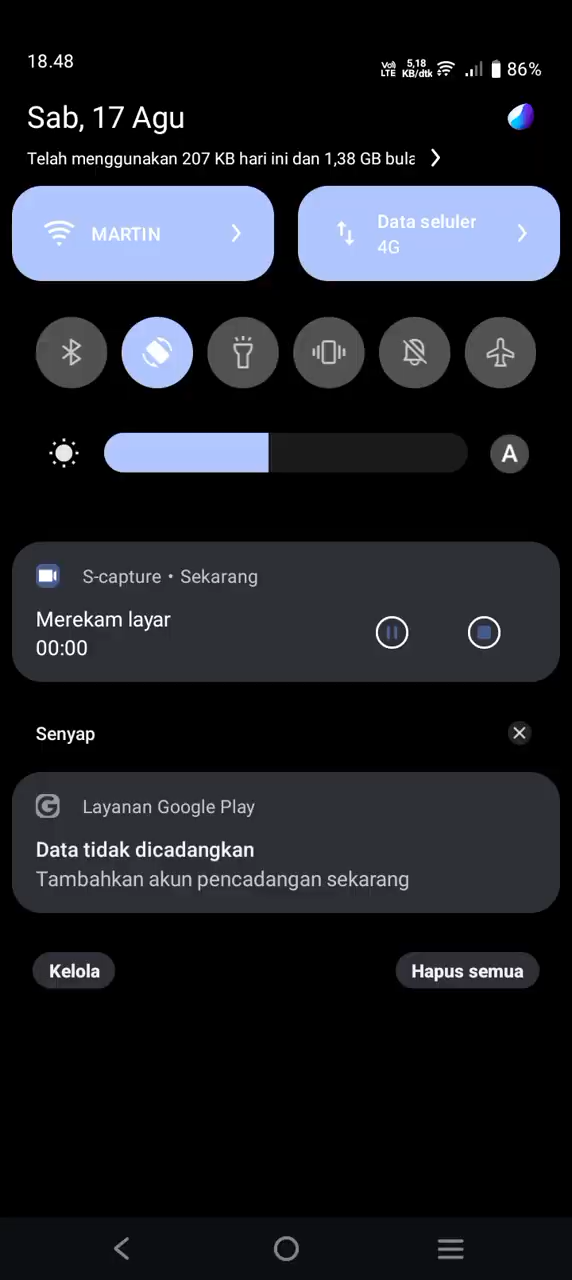 18.48
Vo)) LTE 5,18 KB/dtk 86%
Sab, 17 Agu
Telah menggunakan 207 KB hari ini dan 1,38 GB bula
MARTIN
Data seluler
4G
A
S-capture • Sekarang
Merekam layar
00:00
Senyap
G Layanan Google Play
Data tidak dicadangkan
Tambahkan akun pencadangan sekarang
Kelola Hapus semua